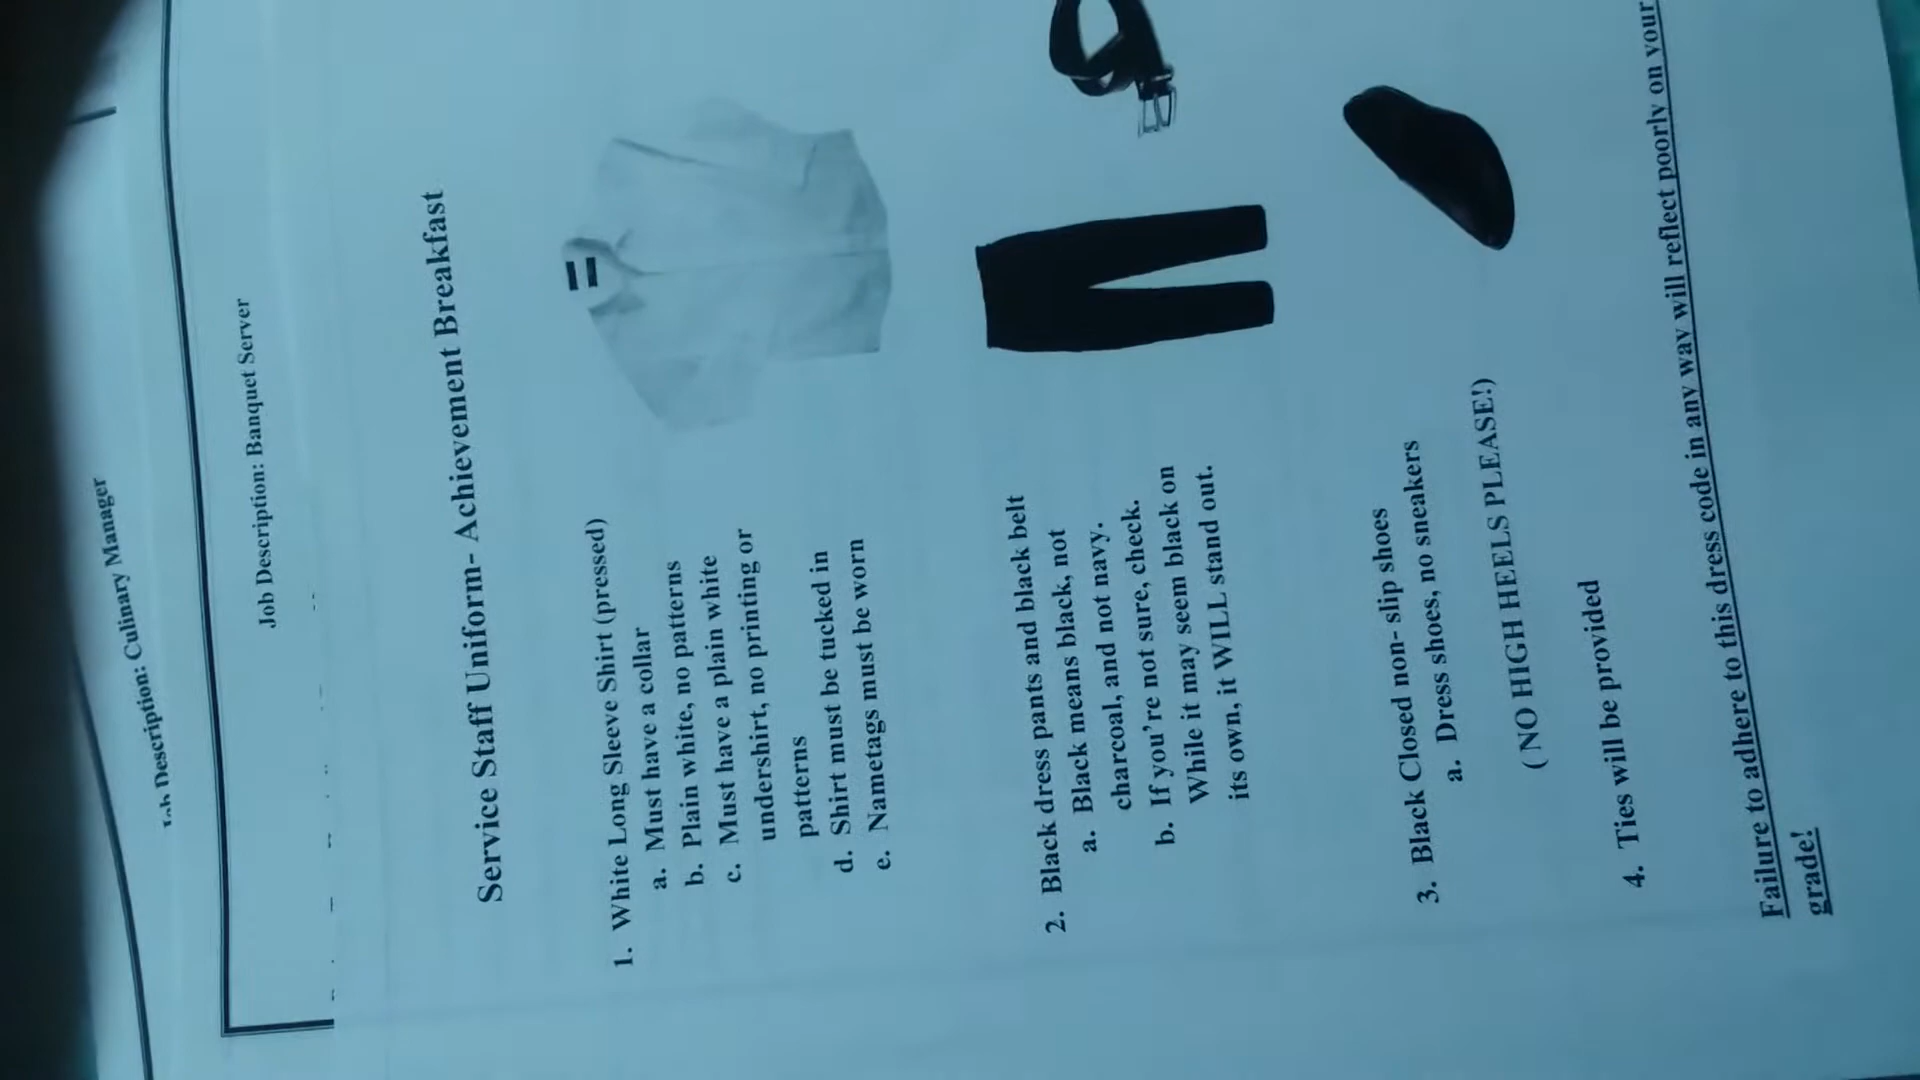 Description: Culinary Manager
Job Description: Banquet Server
Service Staff Uniform- Achievement Breakfast
1. White Long Sleeve Shirt (pressed)
a. Must have a collar
b. Plain white, no patterns
c. Must have a plain white
undershirt, no printing or
patterns
d. Shirt must be tucked in
e. Nametags must be worn
2. Black dress pants and black belt
a. Black means black, not
charcoal, and not navy.
b. If you're not sure, check.
While it may seem black on
its own, it WILL stand out.
3. Black Closed non- slip shoes
a. Dress shoes, no sneakers
( NO HIGH HEELS PLEASE!)
4. Ties will be provided
Failure to adhere to this dress code in any way will reflect poorly on your
grade!